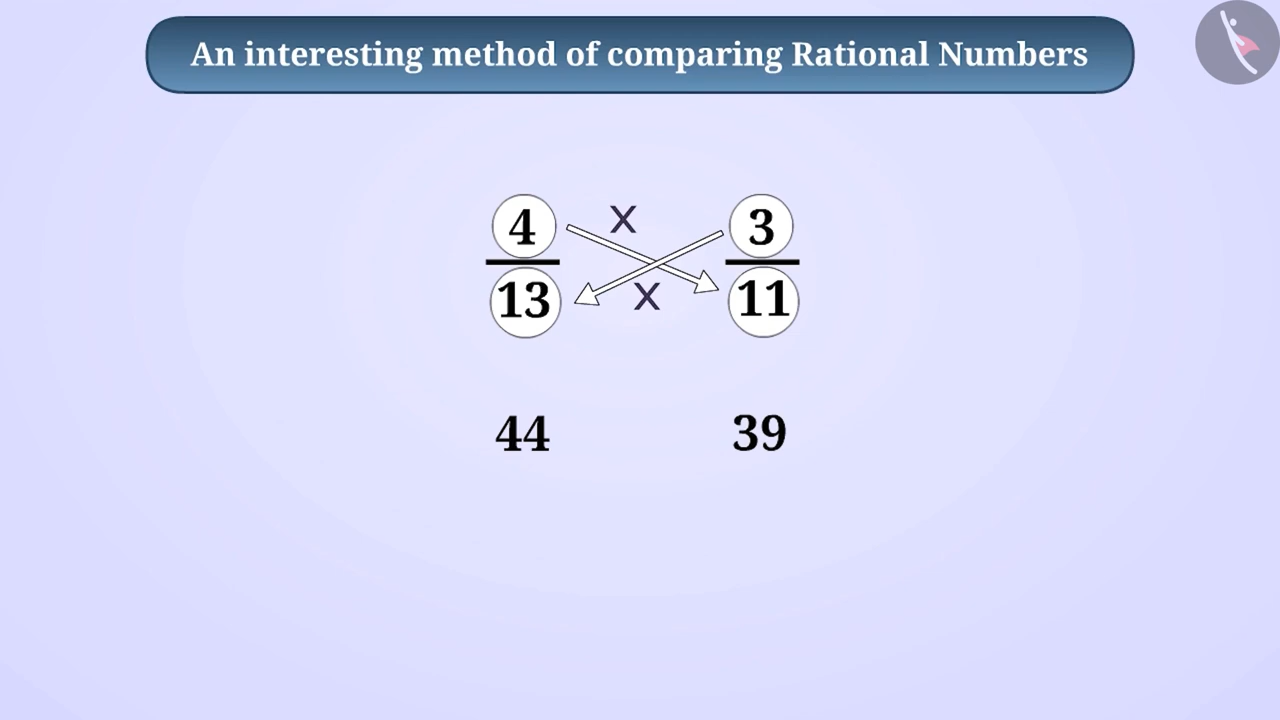 An interesting method of comparing Rational Numbers
4 x 3
13 x 11
44 39